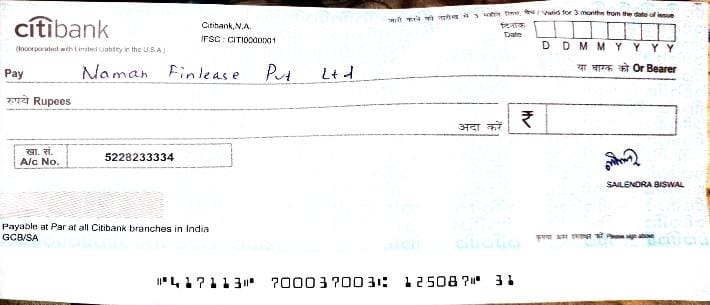 जारी करने की तारीख से 3 महीने तक वैध / Valid for 3 months from the date of issue
citibank
Citibank,N.A.
IFSC : CITI0000001
(Incorporated with Limited Liability in the U.S.A.)
दिनांक
Date
D D M M Y Y Y Y
Pay Naman Finlease Pvt Ltd
या धारक को Or Bearer
रुपये Rupees
अदा करें ₹
खा. सं.
A/c No. 5228233334
SAILENDRA BISWAL
Payable at Par at all Citibank branches in India
GCB/SA
कृपया ऊपर हस्ताक्षर करें Please sign above
⑈417113⑈ 700037003⑆ 125087⑈ 31